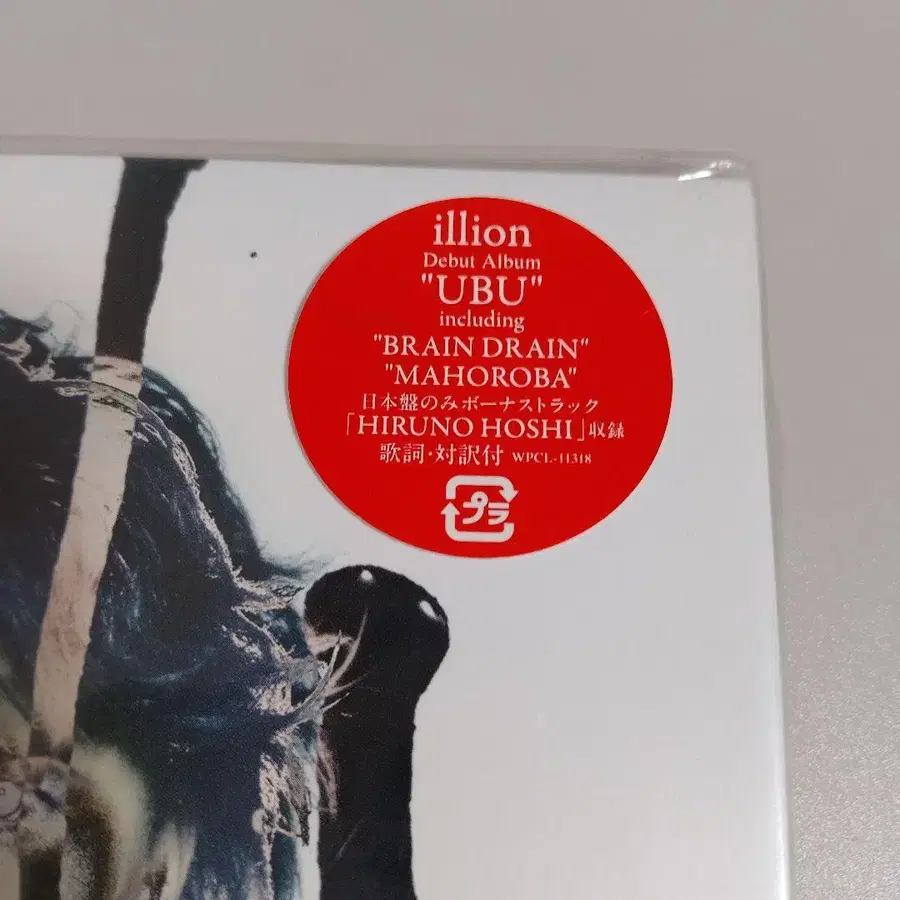 illion
Debut Album
"UBU"
including
"BRAIN DRAIN"
"MAHOROBA"
日本盤のみボーナストラック
「HIRUNO HOSHI」収録
歌詞・対訳付 WPCL-11318
プラ